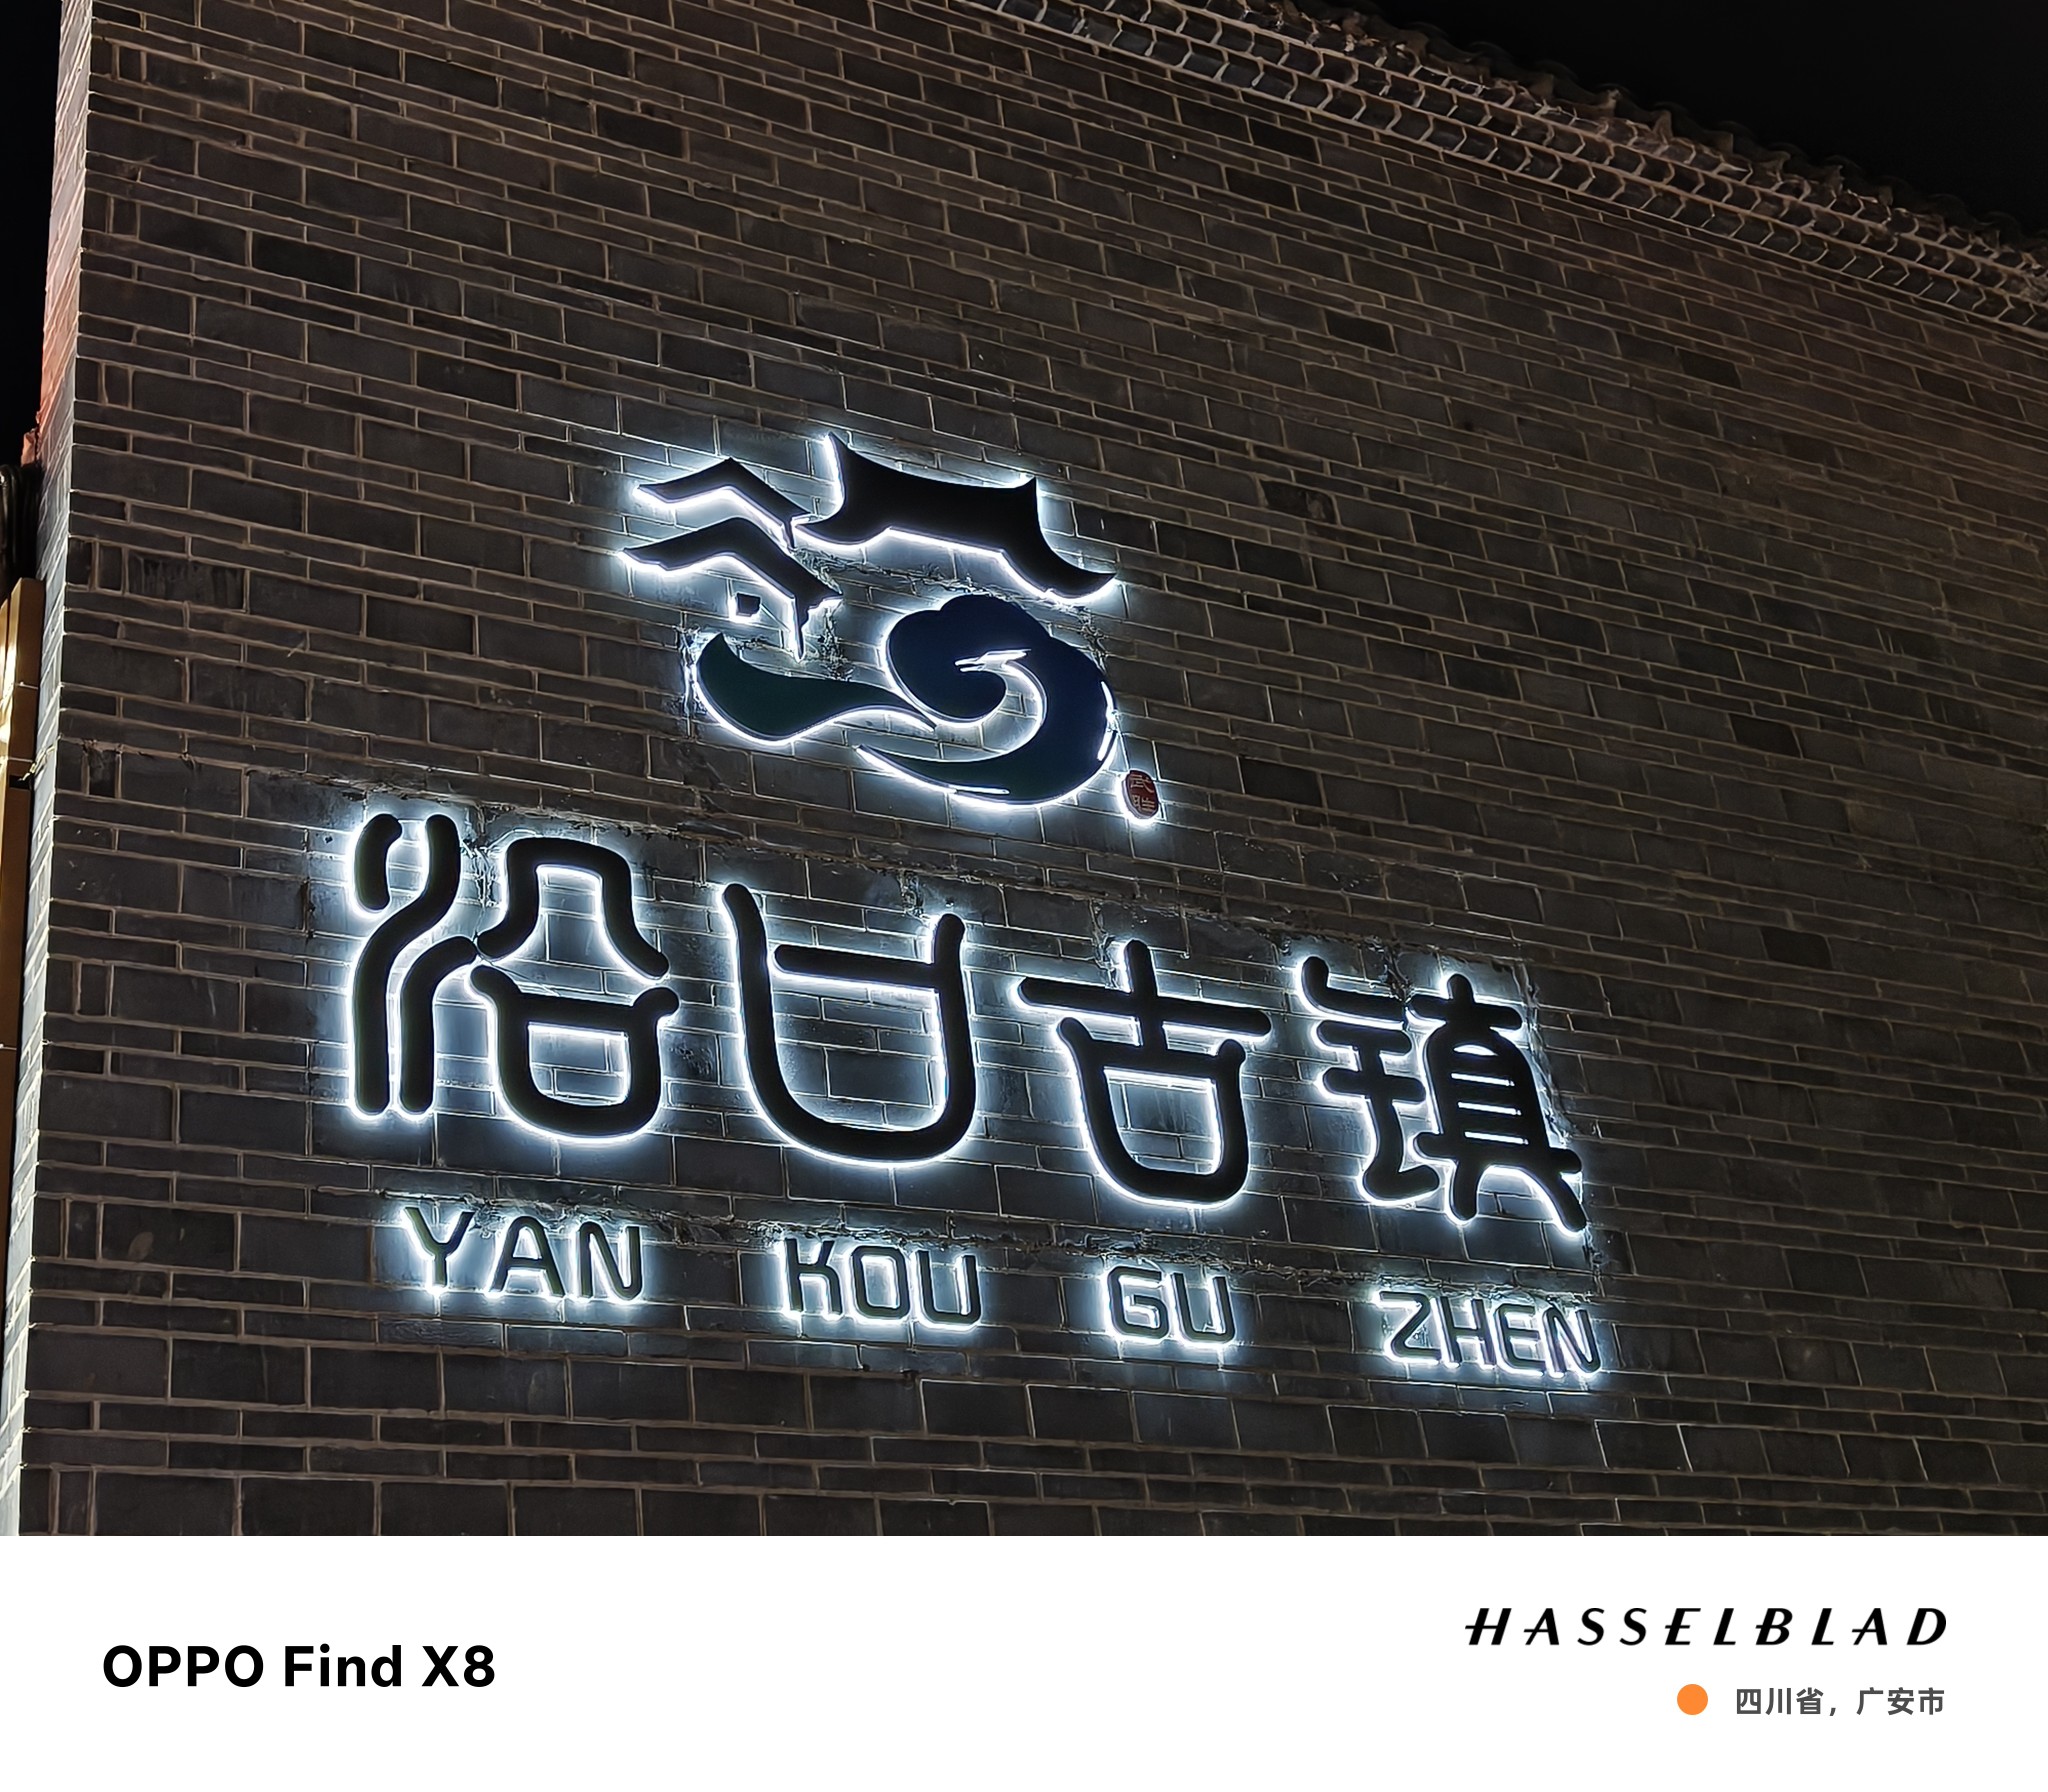 沿口古镇
YAN KOU GU ZHEN
OPPO Find X8
HASSELBLAD
四川省，广安市